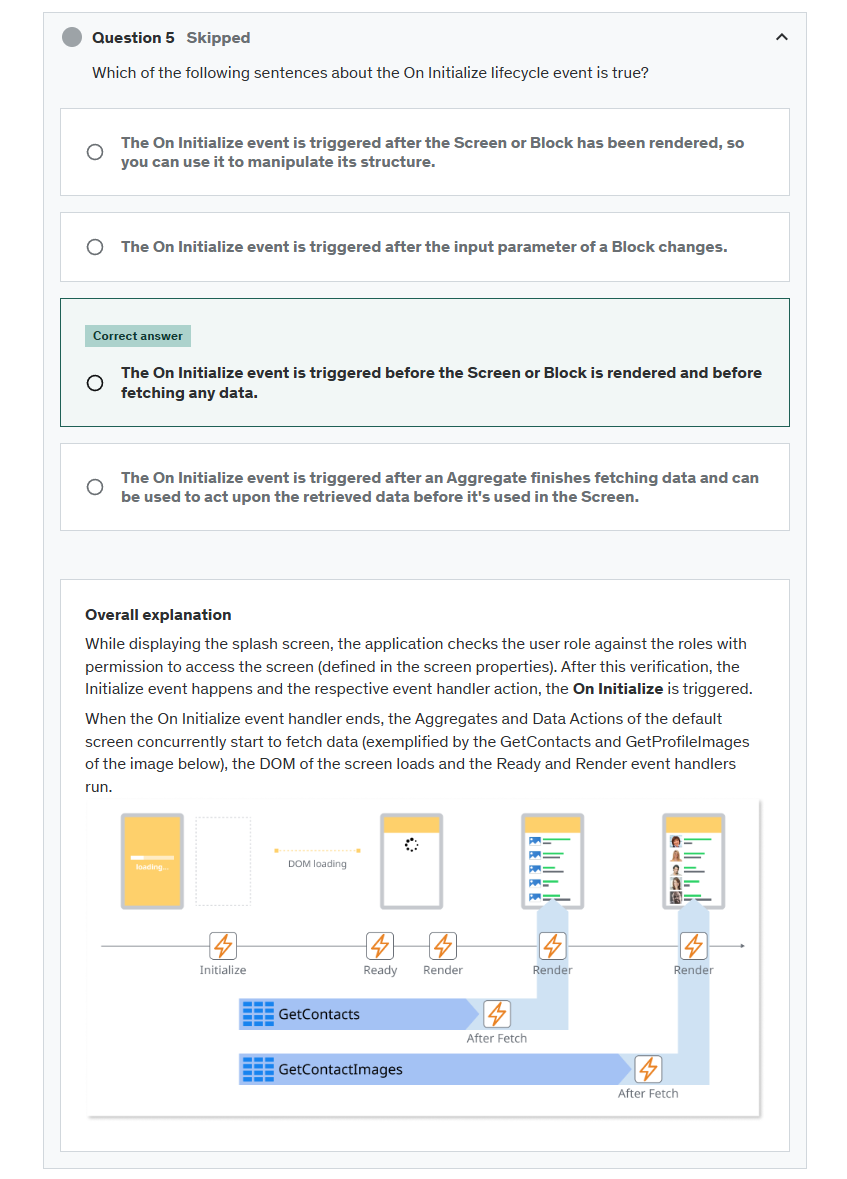 Question 5 Skipped
Which of the following sentences about the On Initialize lifecycle event is true?
The On Initialize event is triggered after the Screen or Block has been rendered, so
you can use it to manipulate its structure.
The On Initialize event is triggered after the input parameter of a Block changes.
Correct answer
The On Initialize event is triggered before the Screen or Block is rendered and before
fetching any data.
The On Initialize event is triggered after an Aggregate finishes fetching data and can
be used to act upon the retrieved data before it's used in the Screen.
Overall explanation
While displaying the splash screen, the application checks the user role against the roles with
permission to access the screen (defined in the screen properties). After this verification, the
Initialize event happens and the respective event handler action, the On Initialize is triggered.
When the On Initialize event handler ends, the Aggregates and Data Actions of the default
screen concurrently start to fetch data (exemplified by the GetContacts and GetProfileImages
of the image below), the DOM of the screen loads and the Ready and Render event handlers
run.
loading...
DOM loading
Initialize
Ready
Render
Render
Render
GetContacts
After Fetch
GetContactImages
After Fetch